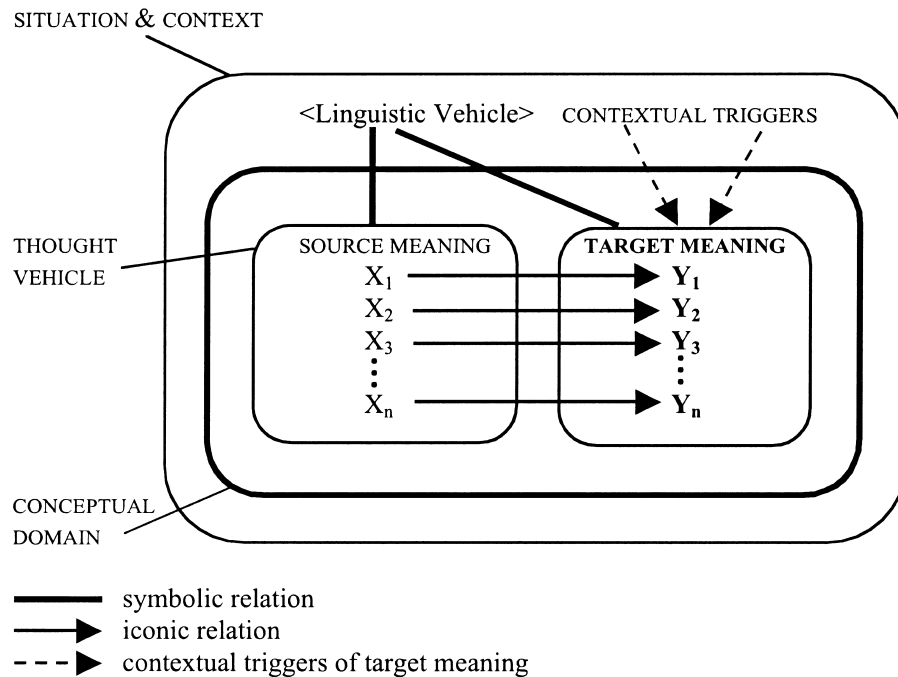 SITUATION & CONTEXT
<Linguistic Vehicle> CONTEXTUAL TRIGGERS
THOUGHT
VEHICLE
SOURCE MEANING TARGET MEANING
X₁ Y₁
X₂ Y₂
X₃ Y₃
Xₙ Yₙ
CONCEPTUAL
DOMAIN
symbolic relation
iconic relation
contextual triggers of target meaning